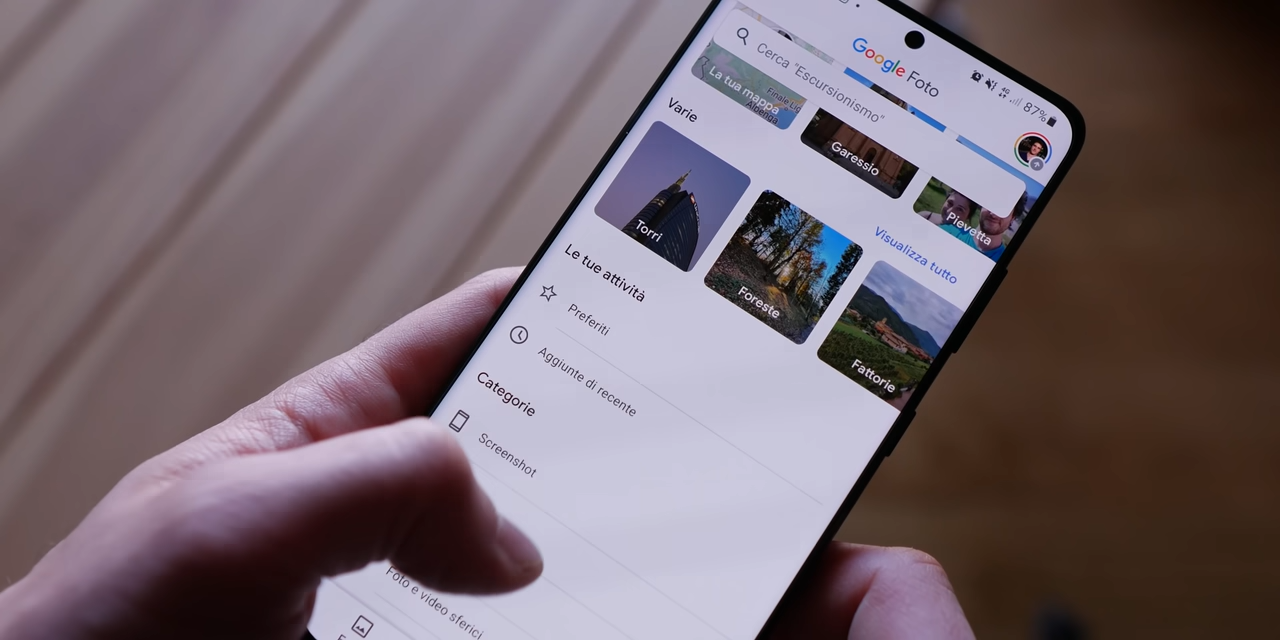 Google Foto
4G
87%
Cerca "Escursionismo"
La tua mappa
Finale Lig
Albenga
Garessio
Pievetta
Varie
Visualizza tutto
Torri
Foreste
Fattorie
Le tue attività
Preferiti
Aggiunte di recente
Categorie
Screenshot
Foto e video sferici